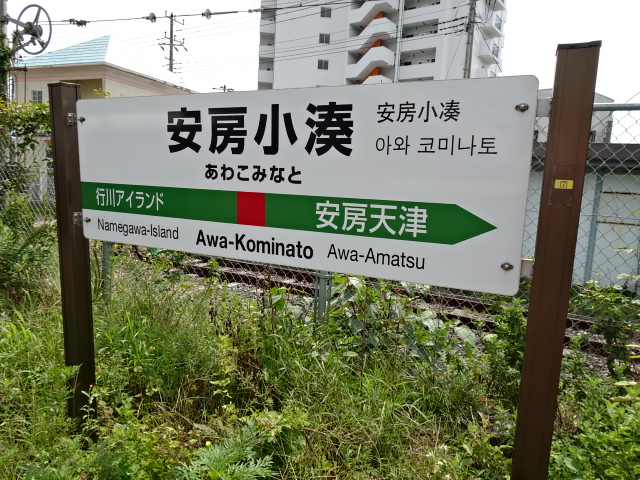 安房小湊
安房小湊
아와 코미나토
あわこみなと
行川アイランド
安房天津
Namegawa-Island
Awa-Kominato
Awa-Amatsu